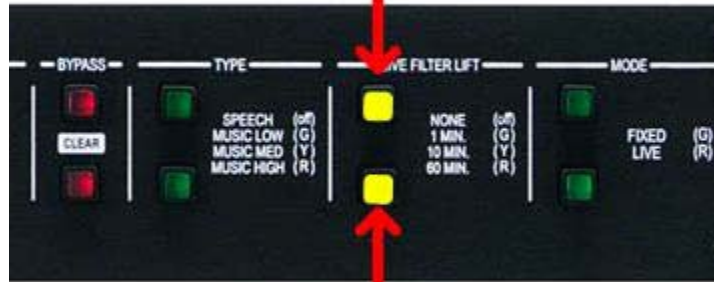 BYPASS
TYPE
VE FILTER LIFT
MODE
CLEAR
SPEECH (off)
MUSIC LOW (G)
MUSIC MED (Y)
MUSIC HIGH (R)
NONE (off)
1 MIN. (G)
10 MIN. (Y)
60 MIN. (R)
FIXED (G)
LIVE (R)